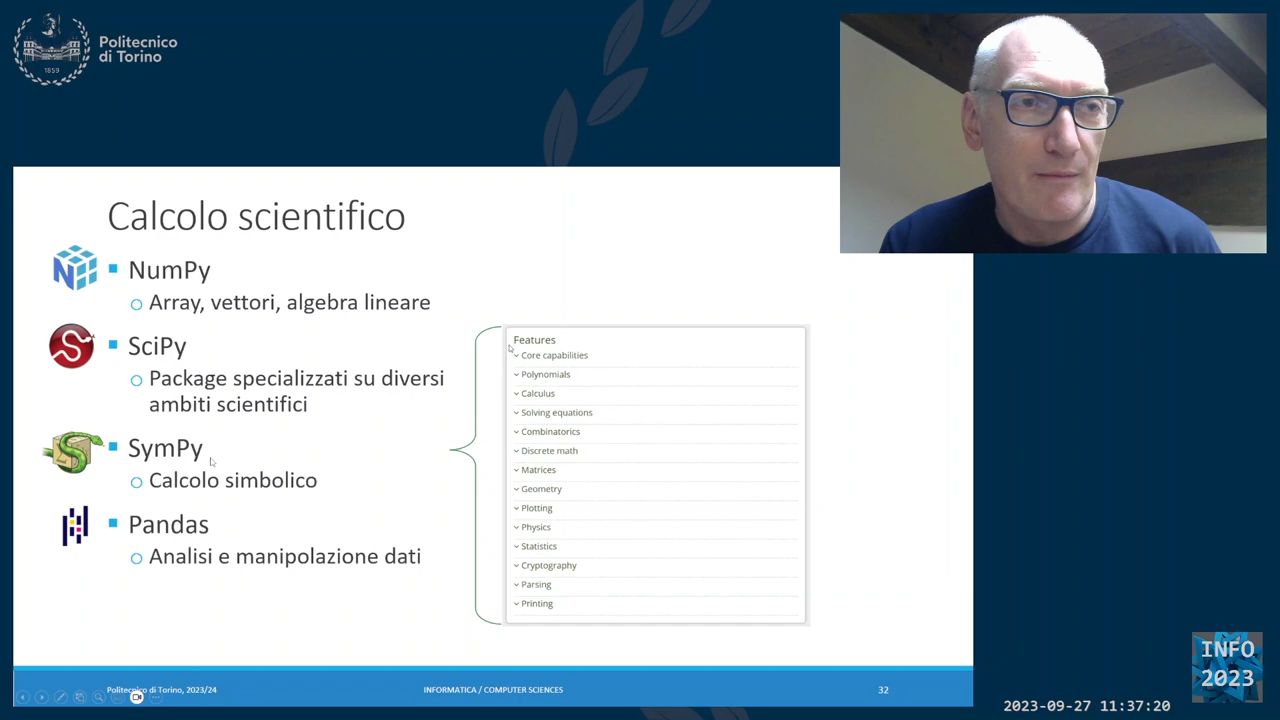 Politecnico
di Torino
1859
Calcolo scientifico
NumPy
Array, vettori, algebra lineare
SciPy
Package specializzati su diversi
ambiti scientifici
SymPy
Calcolo simbolico
Pandas
Analisi e manipolazione dati
Features
Core capabilities
Polynomials
Calculus
Solving equations
Combinatorics
Discrete math
Matrices
Geometry
Plotting
Physics
Statistics
Cryptography
Parsing
Printing
Politecnico di Torino, 2023/24
INFORMATICA / COMPUTER SCIENCES
32
INFO
2023
2023-09-27 11:37:20